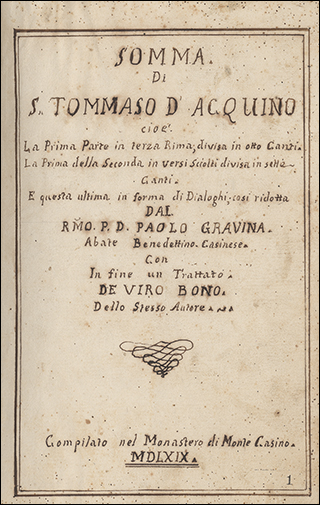 SOMMA.
DI
S. TOMMASO D' ACQUINO
cioè.
La Prima Parte in terza Rima, divisa in otto Canti.
La Prima della Seconda in versi Sciolti divisa in sette
Canti.
E questa ultima in forma di Dialoghi, così ridotta
DAL
RMO. P. D. PAOLO GRAVINA.
Abate Benedettino Casinese.
Con
In fine un Trattato.
DE VIRO BONO.
Dello Stesso Autore.
Compilato nel Monastero di Monte Casino.
MDLXIX.
1